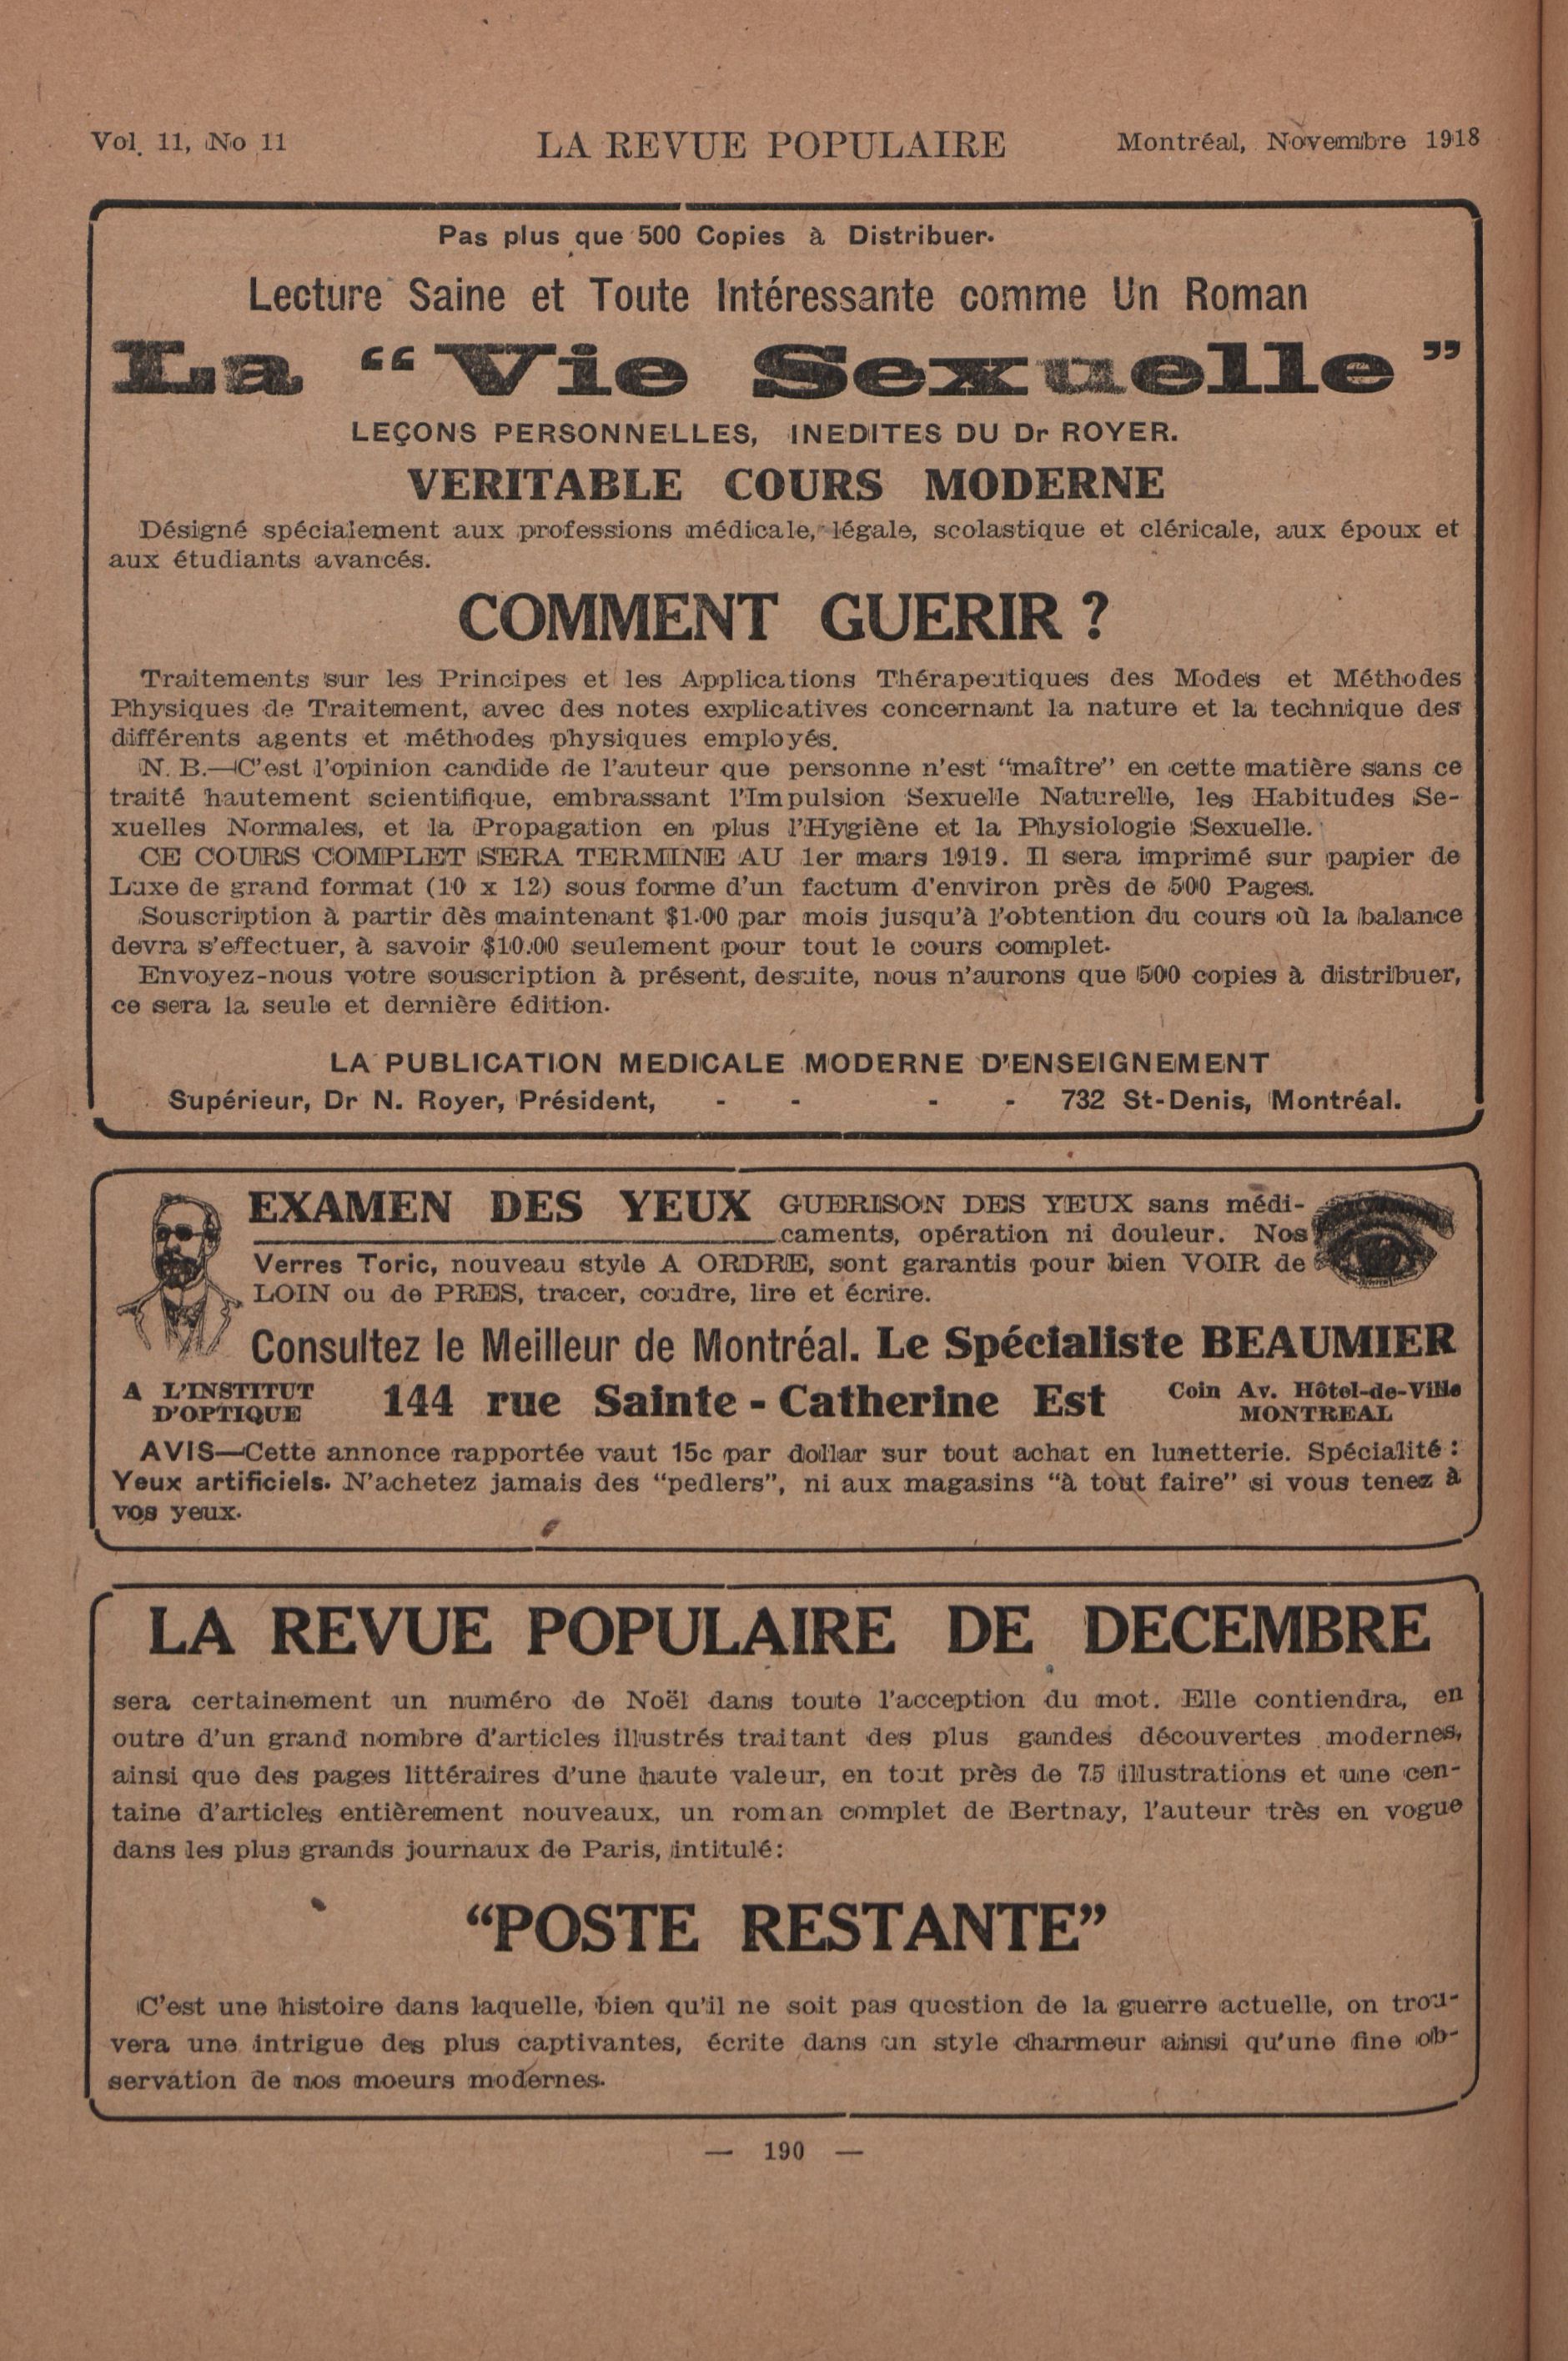 Vol. 11, No 11 LA REVUE POPULAIRE Montréal, Novembre 1918
Pas plus que 500 Copies à Distribuer.
Lecture Saine et Toute Intéressante comme Un Roman
La “Vie Sexuelle”
LEÇONS PERSONNELLES, INEDITES DU Dr ROYER.
VERITABLE COURS MODERNE
Désigné spécialement aux professions médicale, légale, scolastique et cléricale, aux époux et
aux étudiants avancés.
COMMENT GUERIR ?
Traitements sur les Principes et les Applications Thérapeutiques des Modes et Méthodes
Physiques de Traitement, avec des notes explicatives concernant la nature et la technique des
différents agents et méthodes physiques employés.
N. B.—C’est l’opinion candide de l’auteur que personne n’est “maître” en cette matière sans ce
traité hautement scientifique, embrassant l’Impulsion Sexuelle Naturelle, les Habitudes Se-
xuelles Normales, et la Propagation en plus l’Hygiène et la Physiologie Sexuelle.
CE COURS COMPLET SERA TERMINE AU 1er mars 1919. Il sera imprimé sur papier de
Luxe de grand format (10 x 12) sous forme d’un factum d’environ près de 500 Pages.
Souscription à partir dès maintenant $1.00 par mois jusqu’à l’obtention du cours où la balance
devra s’effectuer, à savoir $10.00 seulement pour tout le cours complet.
Envoyez-nous votre souscription à présent, desuite, nous n’aurons que 500 copies à distribuer,
ce sera la seule et dernière édition.
LA PUBLICATION MEDICALE MODERNE D’ENSEIGNEMENT
Supérieur, Dr N. Royer, Président, - - - - 732 St-Denis, Montréal.
EXAMEN DES YEUX GUERISON DES YEUX sans médi-
caments, opération ni douleur. Nos
Verres Toric, nouveau style A ORDRE, sont garantis pour bien VOIR de
LOIN ou de PRES, tracer, coudre, lire et écrire.
Consultez le Meilleur de Montréal. Le Spécialiste BEAUMIER
A L’INSTITUT
D’OPTIQUE
144 rue Sainte-Catherine Est
Coin Av. Hôtel-de-Ville
MONTREAL
AVIS—Cette annonce rapportée vaut 15c par dollar sur tout achat en lunetterie. Spécialité :
Yeux artificiels. N’achetez jamais des “pedlers”, ni aux magasins “à tout faire” si vous tenez à
vos yeux.
LA REVUE POPULAIRE DE DECEMBRE
sera certainement un numéro de Noël dans toute l’acception du mot. Elle contiendra, en
outre d’un grand nombre d’articles illustrés traitant des plus gandes découvertes modernes,
ainsi que des pages littéraires d’une haute valeur, en tout près de 75 illustrations et une cen-
taine d’articles entièrement nouveaux, un roman complet de Bertnay, l’auteur très en vogue
dans les plus grands journaux de Paris, intitulé:
“POSTE RESTANTE”
C’est une histoire dans laquelle, bien qu’il ne soit pas question de la guerre actuelle, on trou-
vera une intrigue des plus captivantes, écrite dans un style charmeur ainsi qu’une fine ob-
servation de nos moeurs modernes.
— 190 —